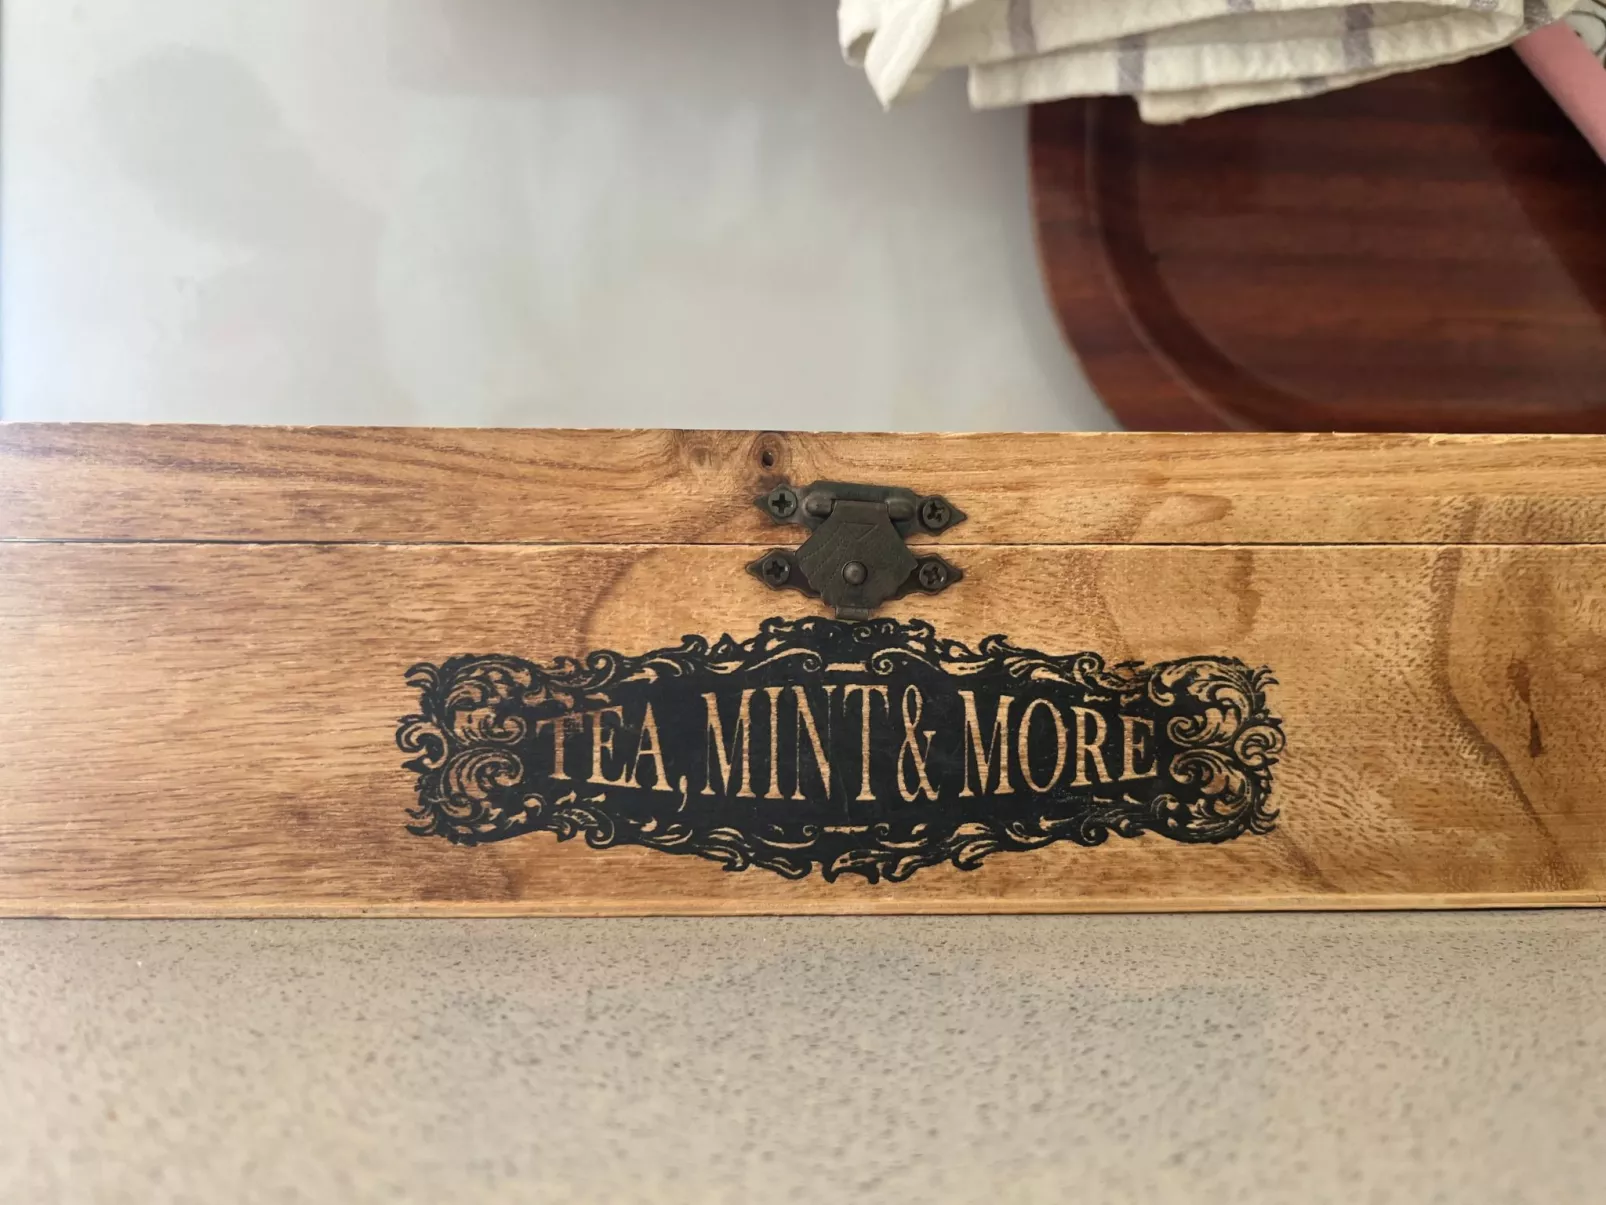 TEA, MINT & MORE